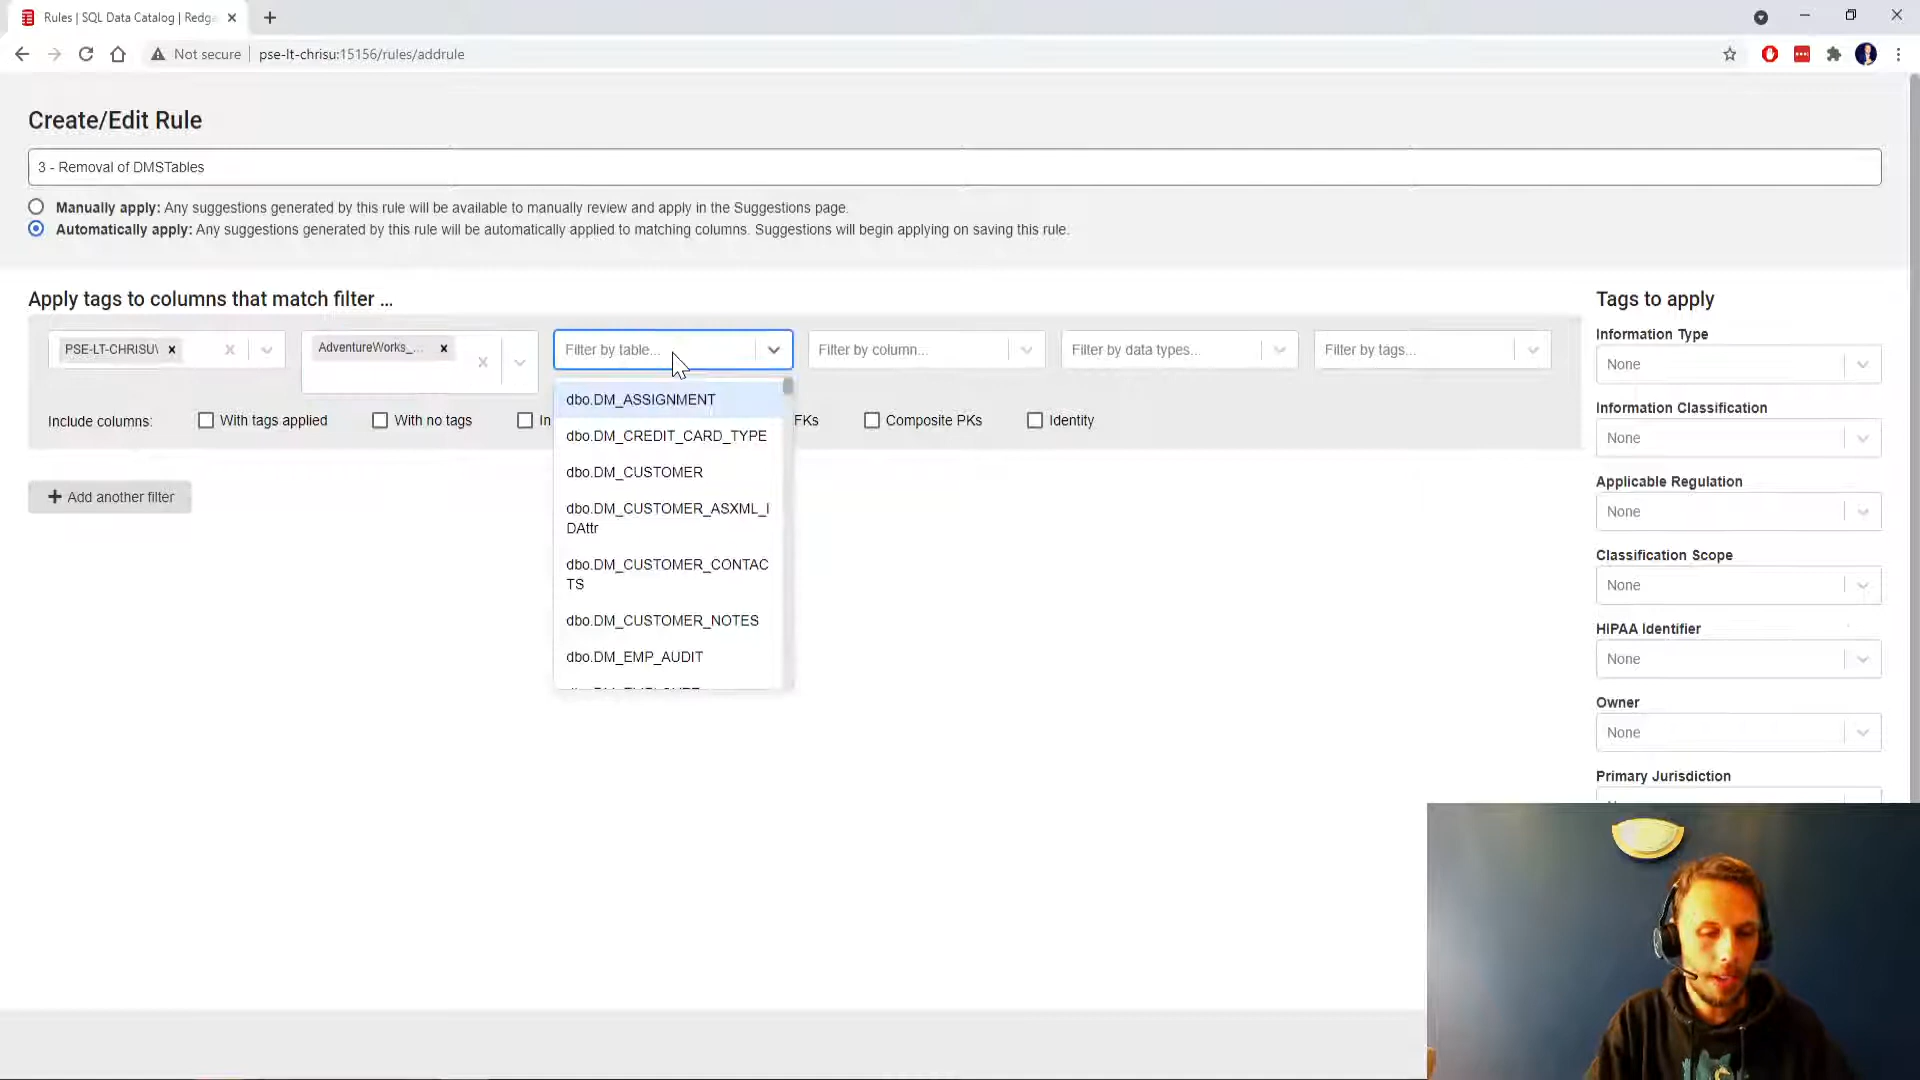 Rules | SQL Data Catalog | Redga
Not secure
pse-lt-chrisu:15156/rules/addrule
Create/Edit Rule
3 - Removal of DMSTables
Manually apply: Any suggestions generated by this rule will be available to manually review and apply in the Suggestions page.
Automatically apply: Any suggestions generated by this rule will be automatically applied to matching columns. Suggestions will begin applying on saving this rule.
Apply tags to columns that match filter ...
PSE-LT-CHRISU\
AdventureWorks_...
Filter by table...
Filter by column...
Filter by data types...
Filter by tags...
Include columns:
With tags applied
With no tags
In
FKs
Composite PKs
Identity
dbo.DM_ASSIGNMENT
dbo.DM_CREDIT_CARD_TYPE
dbo.DM_CUSTOMER
dbo.DM_CUSTOMER_ASXML_I
DAttr
dbo.DM_CUSTOMER_CONTAC
TS
dbo.DM_CUSTOMER_NOTES
dbo.DM_EMP_AUDIT
Add another filter
Tags to apply
Information Type
None
Information Classification
None
Applicable Regulation
None
Classification Scope
None
HIPAA Identifier
None
Owner
None
Primary Jurisdiction